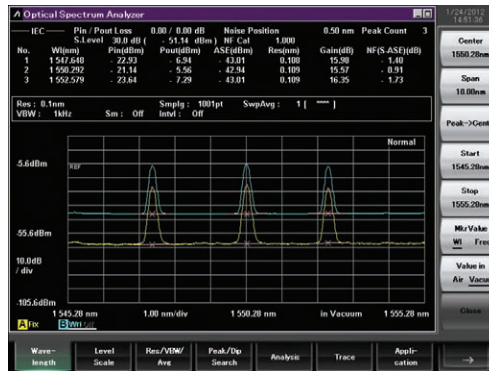 Optical Spectrum Analyzer
1/24/2012
14:51:36
IEC Pin / Pout Loss 0.00 / 0.00 dB Noise Position 0.50 nm Peak Count 3
S.Level 30.0 dB ( - 51.14 dBm ) NF Cal 1.000
No. Wl(nm) Pin(dBm) Pout(dBm) ASE(dBm) Res(nm) Gain(dB) NF(S-ASE)(dB)
1 1 547.648 - 22.93 - 6.94 - 43.01 0.108 15.98 - 1.40
2 1 550.292 - 21.14 - 5.56 - 42.94 0.108 15.57 - 0.91
3 1 552.579 - 23.64 - 7.29 - 43.01 0.109 16.35 - 1.73
Res : 0.1nm Smplg : 1001pt SwpAvg : 1 [ ---- ]
VBW : 1kHz Sm : Off Intvl : Off
Normal
-5.6dBm
REF
-55.6dBm
10.0dB
/ div
-105.6dBm
1 545.28 nm 1.00 nm/div 1 550.28 nm in Vacuum 1 555.28 nm
A Fix B Wri
Center
1550.28nm
Span
10.00nm
Peak->Cent
Start
1545.28nm
Stop
1555.28nm
MkrValue
Wl Fre
Value in
Air Vacu
Close
Wave-
length
Level
Scale
Res/VBW/
Avg
Peak/Dip
Search
Analysis
Trace
Appli-
cation
→